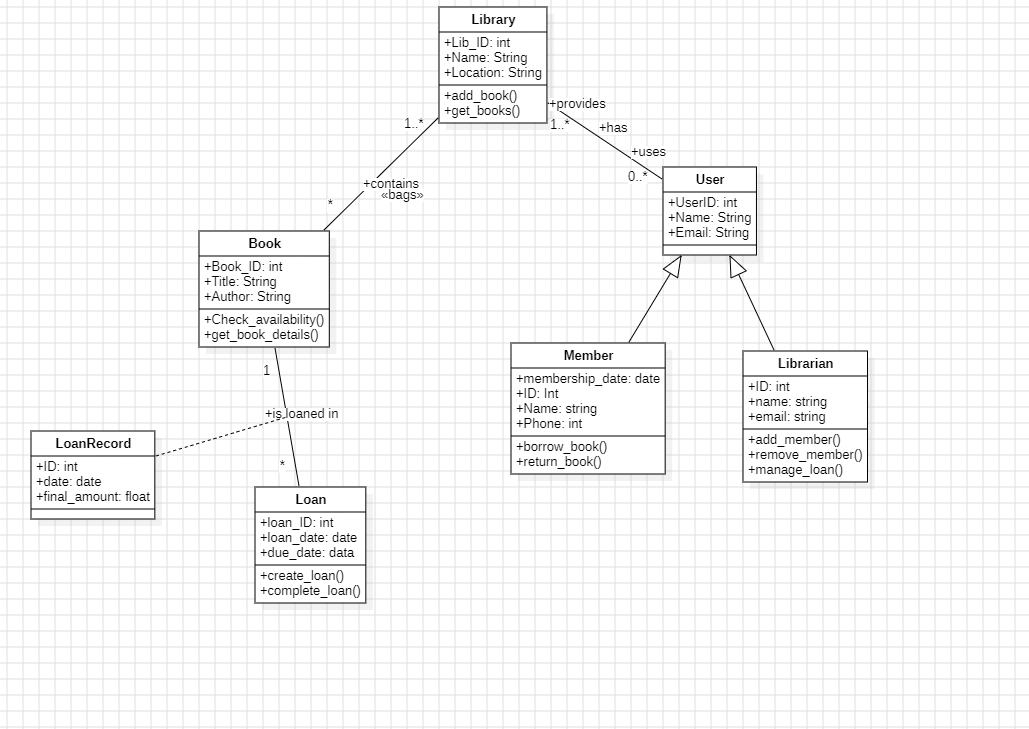 Library
+Lib_ID: int
+Name: String
+Location: String
+add_book()
+get_books()
+provides
1..*
1..*
+has
+uses
0..*
User
+UserID: int
+Name: String
+Email: String
+contains
«bags»
*
Book
+Book_ID: int
+Title: String
+Author: String
+Check_availability()
+get_book_details()
1
+is loaned in
*
Member
+membership_date: date
+ID: Int
+Name: string
+Phone: int
+borrow_book()
+return_book()
Librarian
+ID: int
+name: string
+email: string
+add_member()
+remove_member()
+manage_loan()
LoanRecord
+ID: int
+date: date
+final_amount: float
Loan
+loan_ID: int
+loan_date: date
+due_date: data
+create_loan()
+complete_loan()